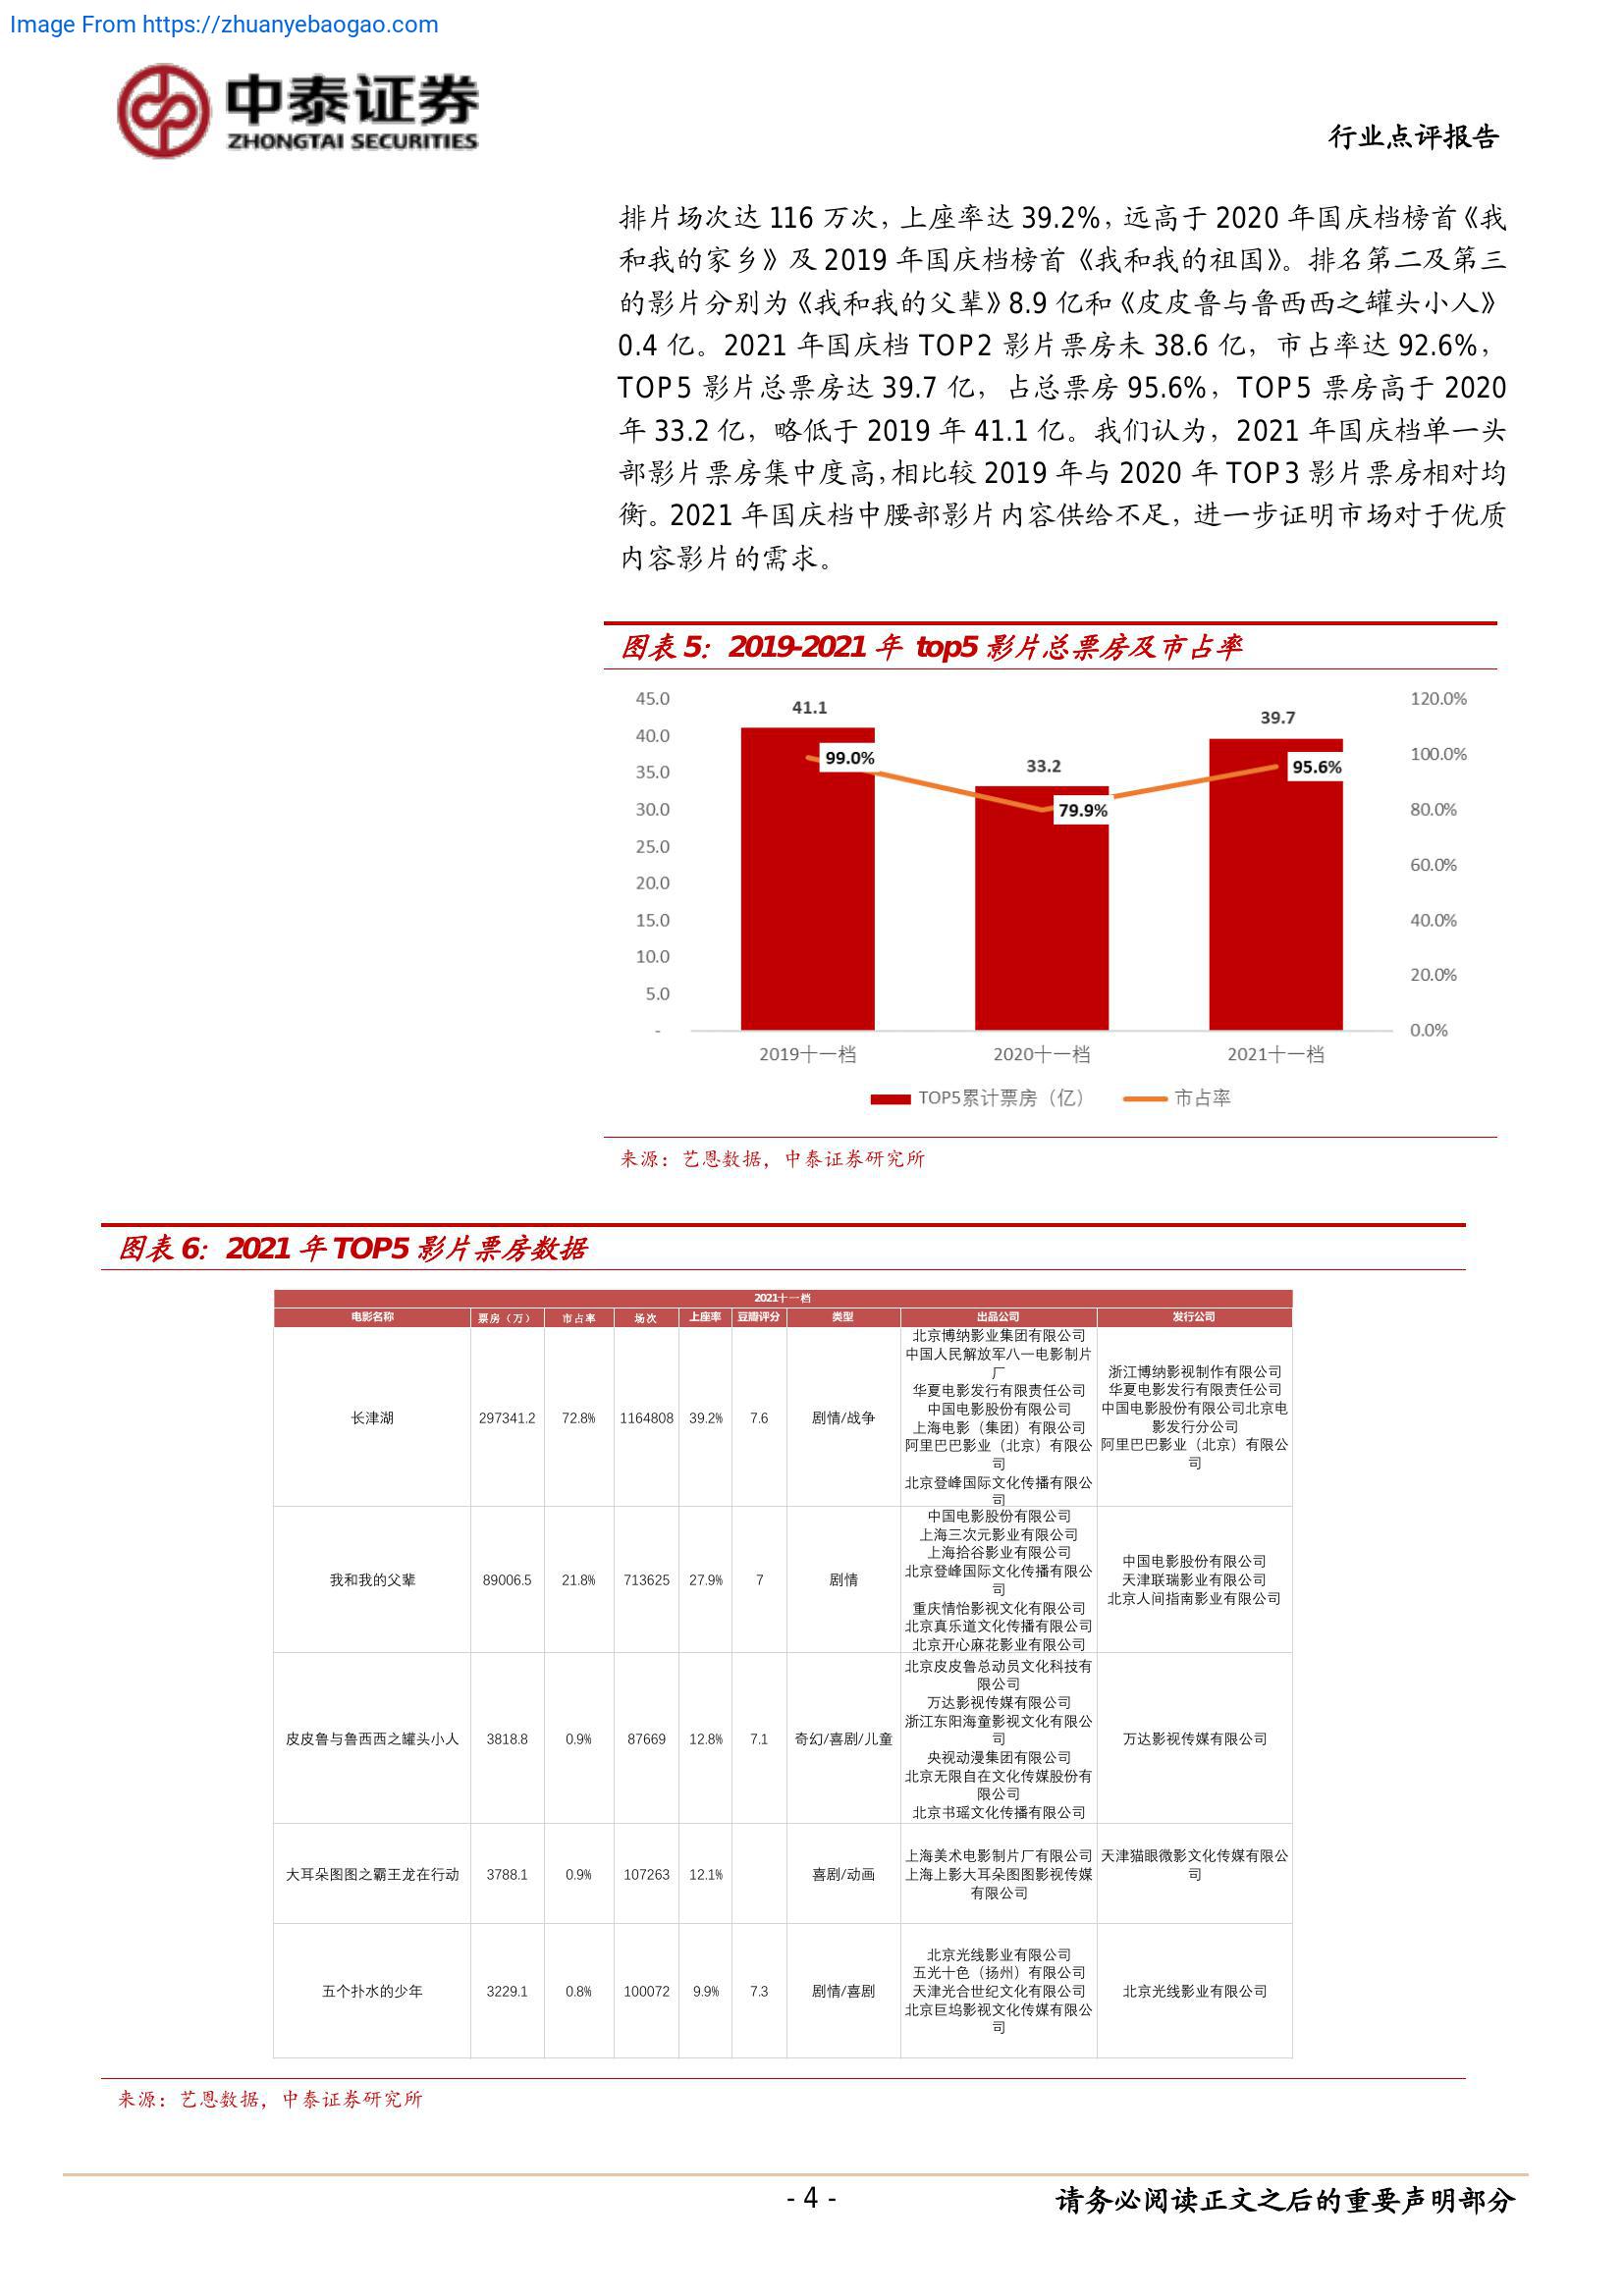 Image From https://zhuanyebaogao.com
中泰证券
ZHONGTAI SECURITIES
行业点评报告
排片场次达 116 万次，上座率达 39.2%，远高于 2020 年国庆档榜首《我
和我的家乡》及 2019 年国庆档榜首《我和我的祖国》。排名第二及第三
的影片分别为《我和我的父辈》8.9 亿和《皮皮鲁与鲁西西之罐头小人》
0.4 亿。2021 年国庆档 TOP2 影片票房未 38.6 亿，市占率达 92.6%，
TOP5 影片总票房达 39.7 亿，占总票房 95.6%，TOP5 票房高于 2020
年 33.2 亿，略低于 2019 年 41.1 亿。我们认为，2021 年国庆档单一头
部影片票房集中度高，相比较 2019 年与 2020 年 TOP3 影片票房相对均
衡。2021 年国庆档中腰部影片内容供给不足，进一步证明市场对于优质
内容影片的需求。
图表 5：2019-2021 年 top5 影片总票房及市占率
45.0
40.0
35.0
30.0
25.0
20.0
15.0
10.0
5.0
-
41.1
33.2
39.7
99.0%
79.9%
95.6%
120.0%
100.0%
80.0%
60.0%
40.0%
20.0%
0.0%
2019十一档 2020十一档 2021十一档
TOP5累计票房（亿） 市占率
来源：艺恩数据，中泰证券研究所
图表 6：2021 年 TOP5 影片票房数据
2021十一档
电影名称 票房（万） 市占率 场次 上座率 豆瓣评分 类型 出品公司 发行公司
长津湖 297341.2 72.8% 1164808 39.2% 7.6 剧情/战争
北京博纳影业集团有限公司
中国人民解放军八一电影制片
厂
华夏电影发行有限责任公司
中国电影股份有限公司
上海电影（集团）有限公司
阿里巴巴影业（北京）有限公
司
北京登峰国际文化传播有限公
司
浙江博纳影视制作有限公司
华夏电影发行有限责任公司
中国电影股份有限公司北京电
影发行分公司
阿里巴巴影业（北京）有限公
司
我和我的父辈 89006.5 21.8% 713625 27.9% 7 剧情
中国电影股份有限公司
上海三次元影业有限公司
上海拾谷影业有限公司
北京登峰国际文化传播有限公
司
重庆情怡影视文化有限公司
北京真乐道文化传播有限公司
北京开心麻花影业有限公司
中国电影股份有限公司
天津联瑞影业有限公司
北京人间指南影业有限公司
皮皮鲁与鲁西西之罐头小人 3818.8 0.9% 87669 12.8% 7.1 奇幻/喜剧/儿童
北京皮皮鲁总动员文化科技有
限公司
万达影视传媒有限公司
浙江东阳海童影视文化有限公
司
央视动漫集团有限公司
北京无限自在文化传媒股份有
限公司
北京书瑶文化传播有限公司
万达影视传媒有限公司
大耳朵图图之霸王龙在行动 3788.1 0.9% 107263 12.1% 喜剧/动画
上海美术电影制片厂有限公司
上海上影大耳朵图图影视传媒
有限公司
天津猫眼微影文化传媒有限公
司
五个扑水的少年 3229.1 0.8% 100072 9.9% 7.3 剧情/喜剧
北京光线影业有限公司
五光十色（扬州）有限公司
天津光合世纪文化有限公司
北京巨坞影视文化传媒有限公
司
北京光线影业有限公司
来源：艺恩数据，中泰证券研究所
- 4 -
请务必阅读正文之后的重要声明部分